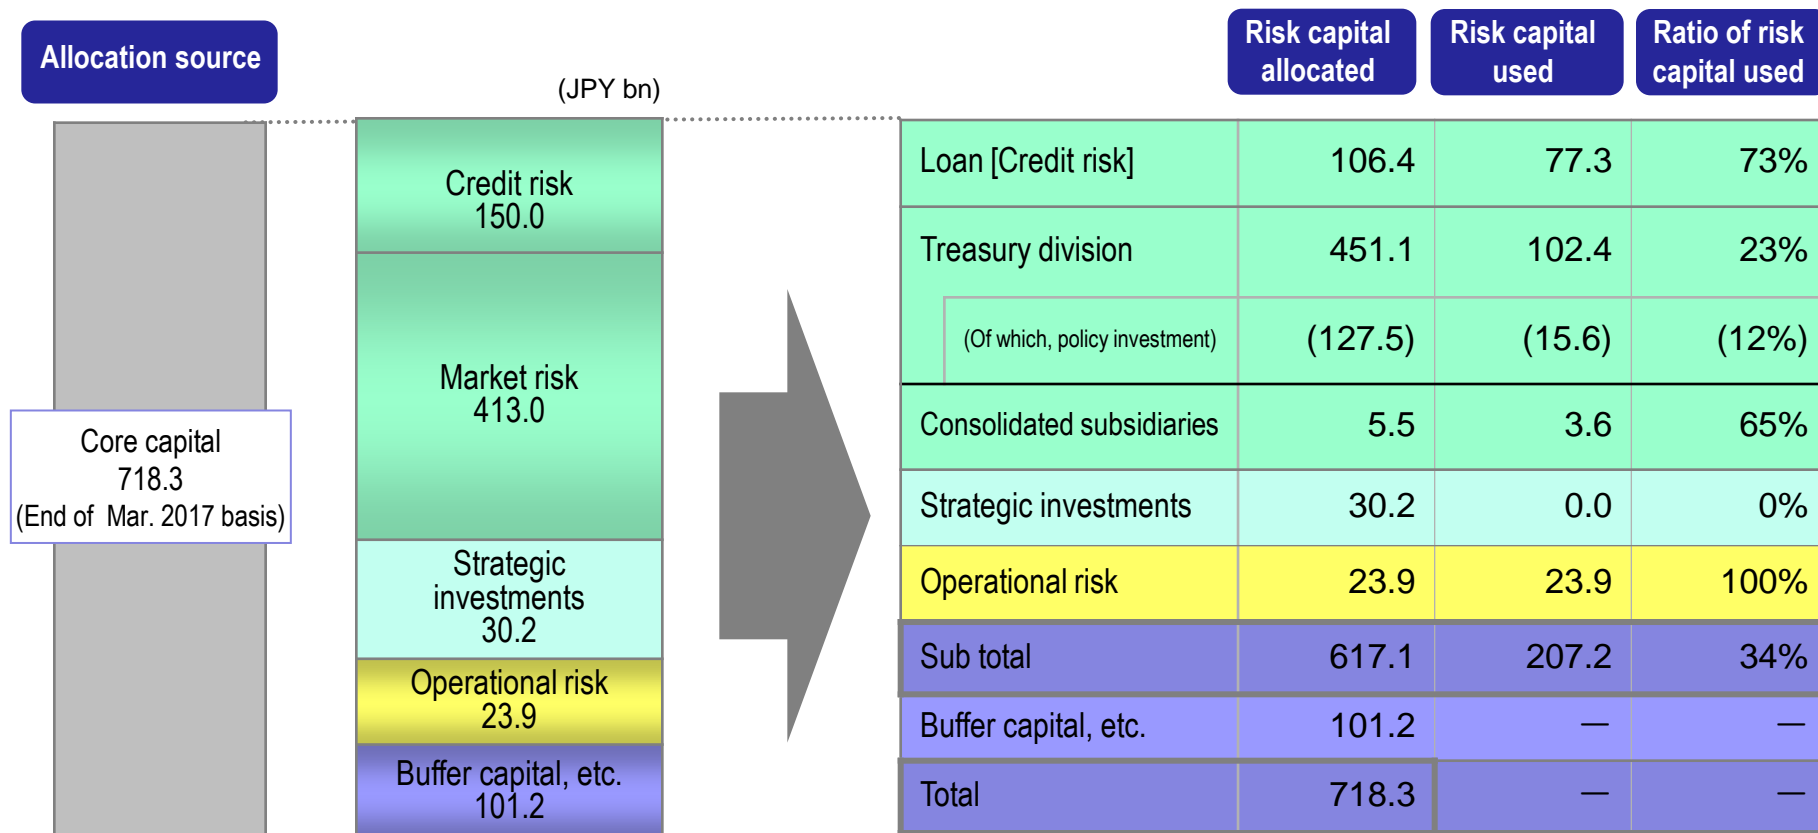 Allocation source
(JPY bn)
Risk capital
allocated
Risk capital
used
Ratio of risk
capital used
Core capital
718.3
(End of Mar. 2017 basis)
Credit risk
150.0
Market risk
413.0
Strategic
investments
30.2
Operational risk
23.9
Buffer capital, etc.
101.2
Loan [Credit risk] 106.4 77.3 73%
Treasury division 451.1 102.4 23%
(Of which, policy investment) (127.5) (15.6) (12%)
Consolidated subsidiaries 5.5 3.6 65%
Strategic investments 30.2 0.0 0%
Operational risk 23.9 23.9 100%
Sub total 617.1 207.2 34%
Buffer capital, etc. 101.2 — —
Total 718.3 — —